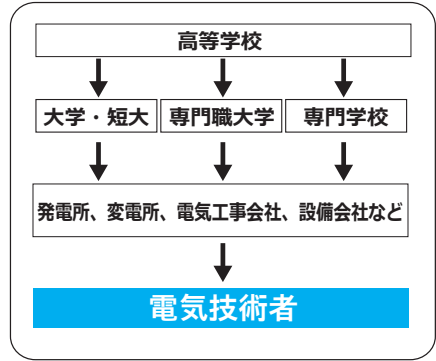 高等学校
大学・短大 専門職大学 専門学校
発電所、変電所、電気工事会社、設備会社など
電気技術者